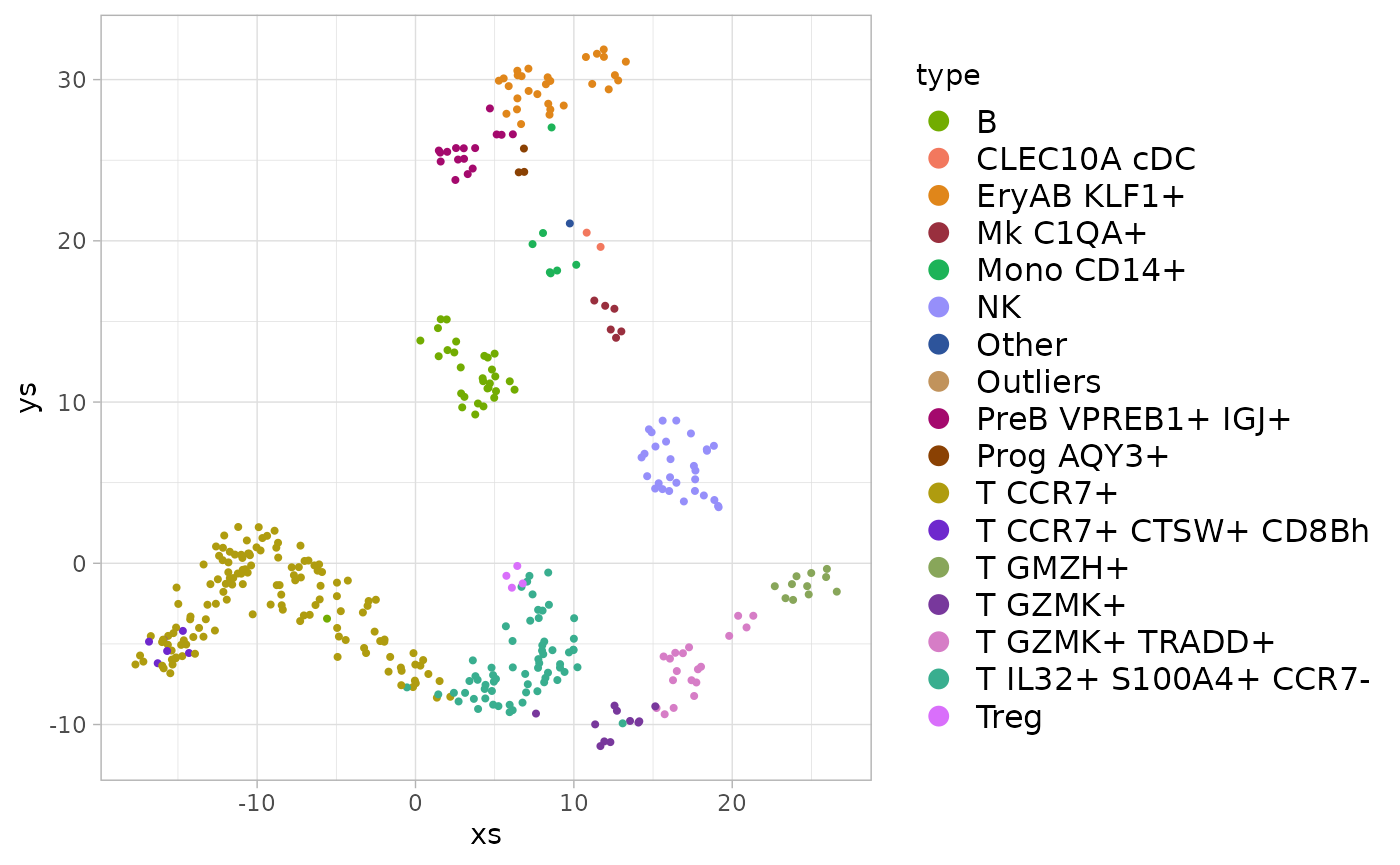 type
B
CLEC10A cDC
EryAB KLF1+
Mk C1QA+
Mono CD14+
NK
Other
Outliers
PreB VPREB1+ IGJ+
Prog AQY3+
T CCR7+
T CCR7+ CTSW+ CD8Bh
T GMZH+
T GZMK+
T GZMK+ TRADD+
T IL32+ S100A4+ CCR7-
Treg
ys
30
20
10
0
-10
-10 0 10 20
xs